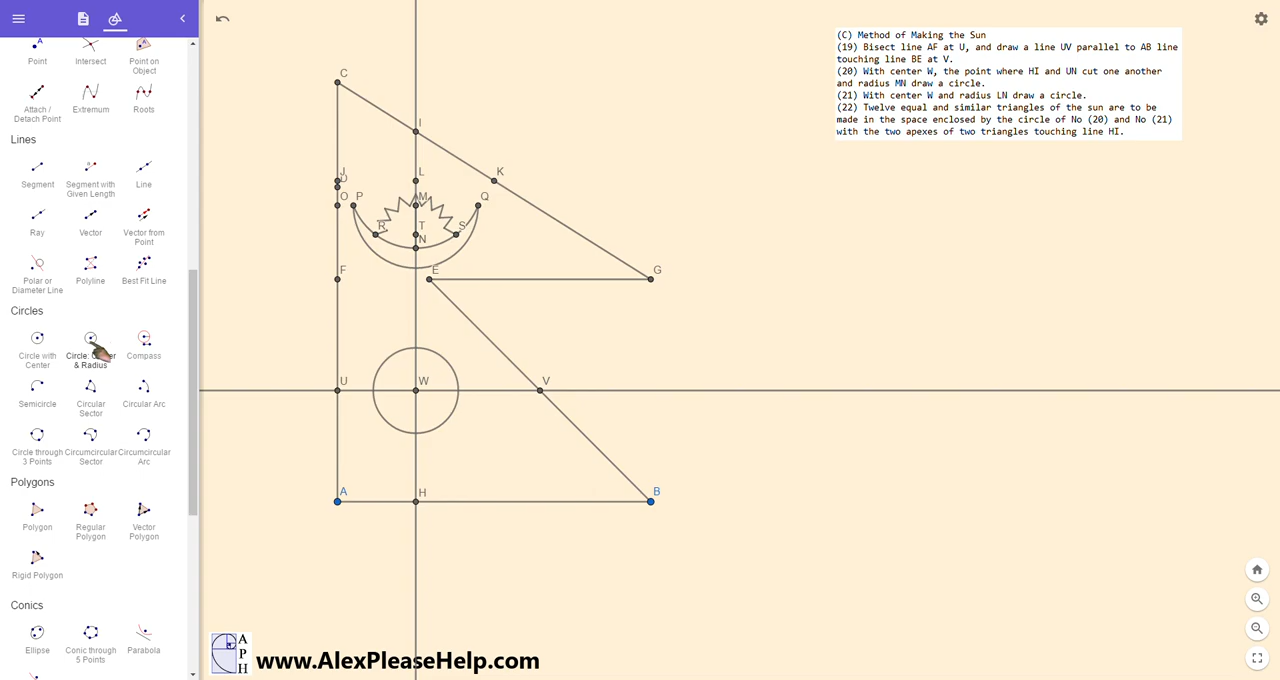 (C) Method of Making the Sun
(19) Bisect line AF at U, and draw a line UV parallel to AB line
touching line BE at V.
(20) With center W, the point where HI and UN cut one another
and radius MN draw a circle.
(21) With center W and radius LN draw a circle.
(22) Twelve equal and similar triangles of the sun are to be
made in the space enclosed by the circle of No (20) and No (21)
with the two apexes of two triangles touching line HI.
Point Intersect Point on
Object
Attach / Extremum Roots
Detach Point
Lines
Segment Segment with Line
Given Length
Ray Vector Vector from
Point
Polar or Polyline Best Fit Line
Diameter Line
Circles
Circle with Compass
Center & Radius
Semicircle Circular Circular Arc
Sector
Circle through Circumcircular Circumcircular
3 Points Sector Arc
Polygons
Polygon Regular Vector
Polygon Polygon
Rigid Polygon
Conics
Ellipse Conic through Parabola
5 Points
C
I
J L K
D
O P M Q
R T S
N
F E G
U W V
A H B
A
P
H
www.AlexPleaseHelp.com